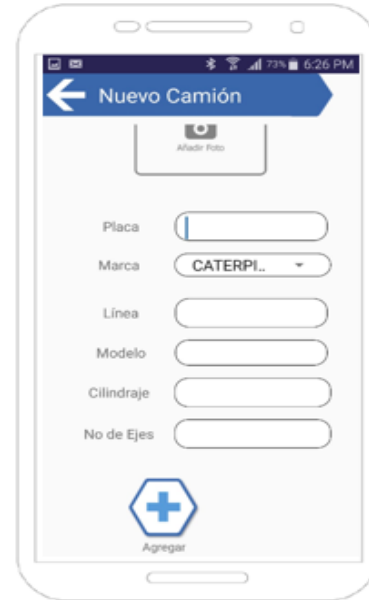 73% 6:26 PM
Nuevo Camión
Añadir Foto
Placa
Marca CATERPI..
Línea
Modelo
Cilindraje
No de Ejes
Agregar